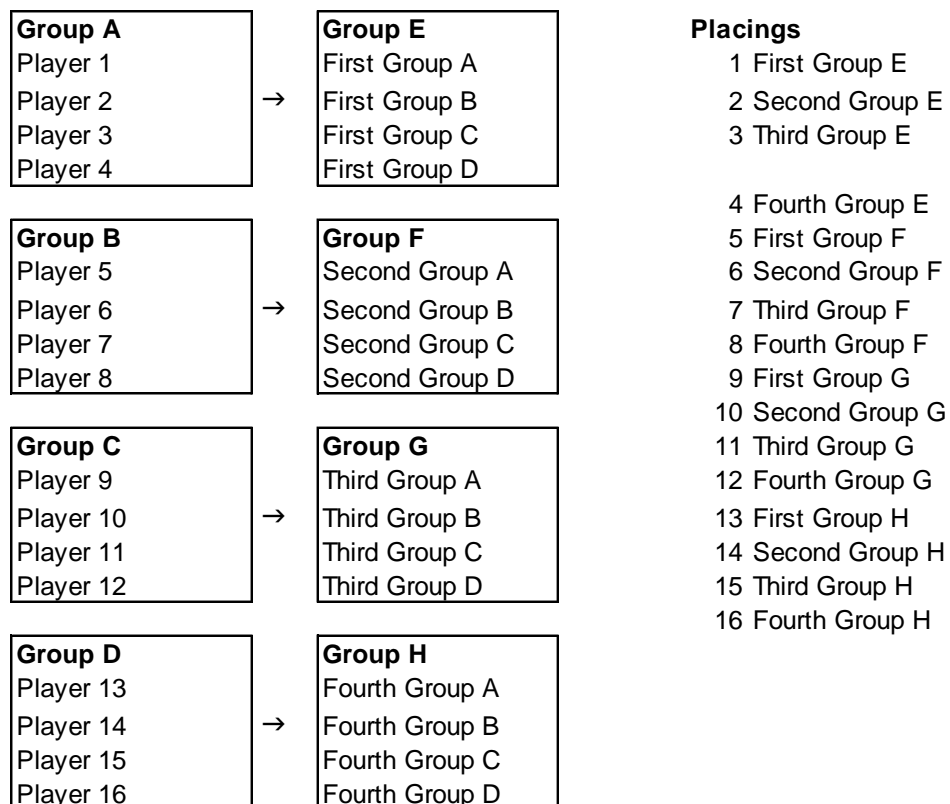 Group A
Player 1
Player 2
Player 3
Player 4
→
Group E
First Group A
First Group B
First Group C
First Group D
Group B
Player 5
Player 6
Player 7
Player 8
→
Group F
Second Group A
Second Group B
Second Group C
Second Group D
Group C
Player 9
Player 10
Player 11
Player 12
→
Group G
Third Group A
Third Group B
Third Group C
Third Group D
Group D
Player 13
Player 14
Player 15
Player 16
→
Group H
Fourth Group A
Fourth Group B
Fourth Group C
Fourth Group D
Placings
1 First Group E
2 Second Group E
3 Third Group E
4 Fourth Group E
5 First Group F
6 Second Group F
7 Third Group F
8 Fourth Group F
9 First Group G
10 Second Group G
11 Third Group G
12 Fourth Group G
13 First Group H
14 Second Group H
15 Third Group H
16 Fourth Group H